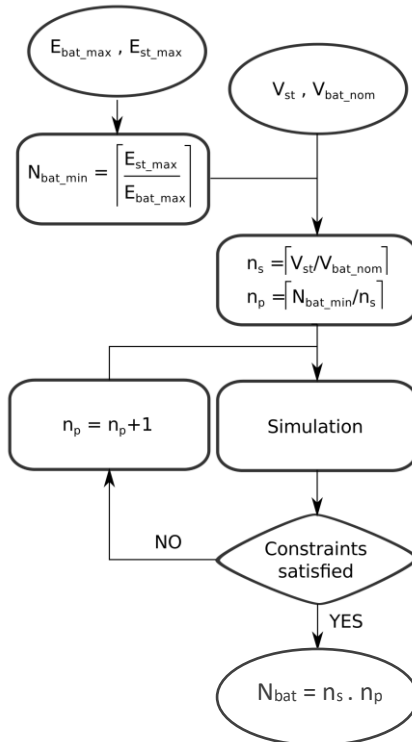 E_bat_max , E_st_max
V_st , V_bat_nom
N_bat_min = ⌈E_st_max / E_bat_max⌉
n_s = ⌈V_st/V_bat_nom⌉
n_p = ⌈N_bat_min/n_s⌉
n_p = n_p+1
Simulation
NO
Constraints
satisfied
YES
N_bat = n_s . n_p